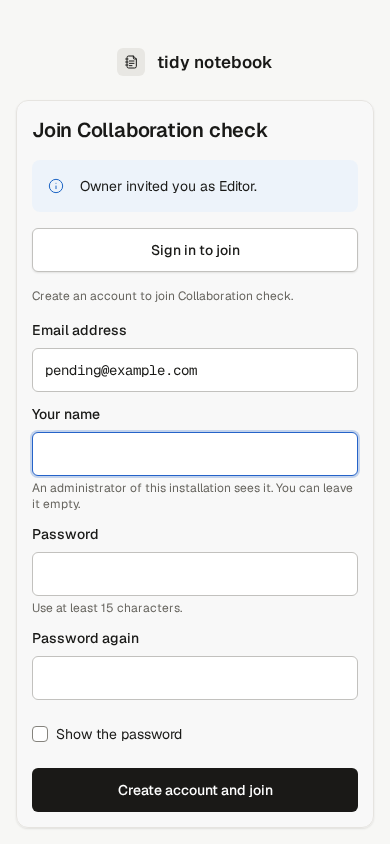 tidy notebook
Join Collaboration check
Owner invited you as Editor.
Sign in to join
Create an account to join Collaboration check.
Email address
pending@example.com
Your name
An administrator of this installation sees it. You can leave
it empty.
Password
Use at least 15 characters.
Password again
Show the password
Create account and join